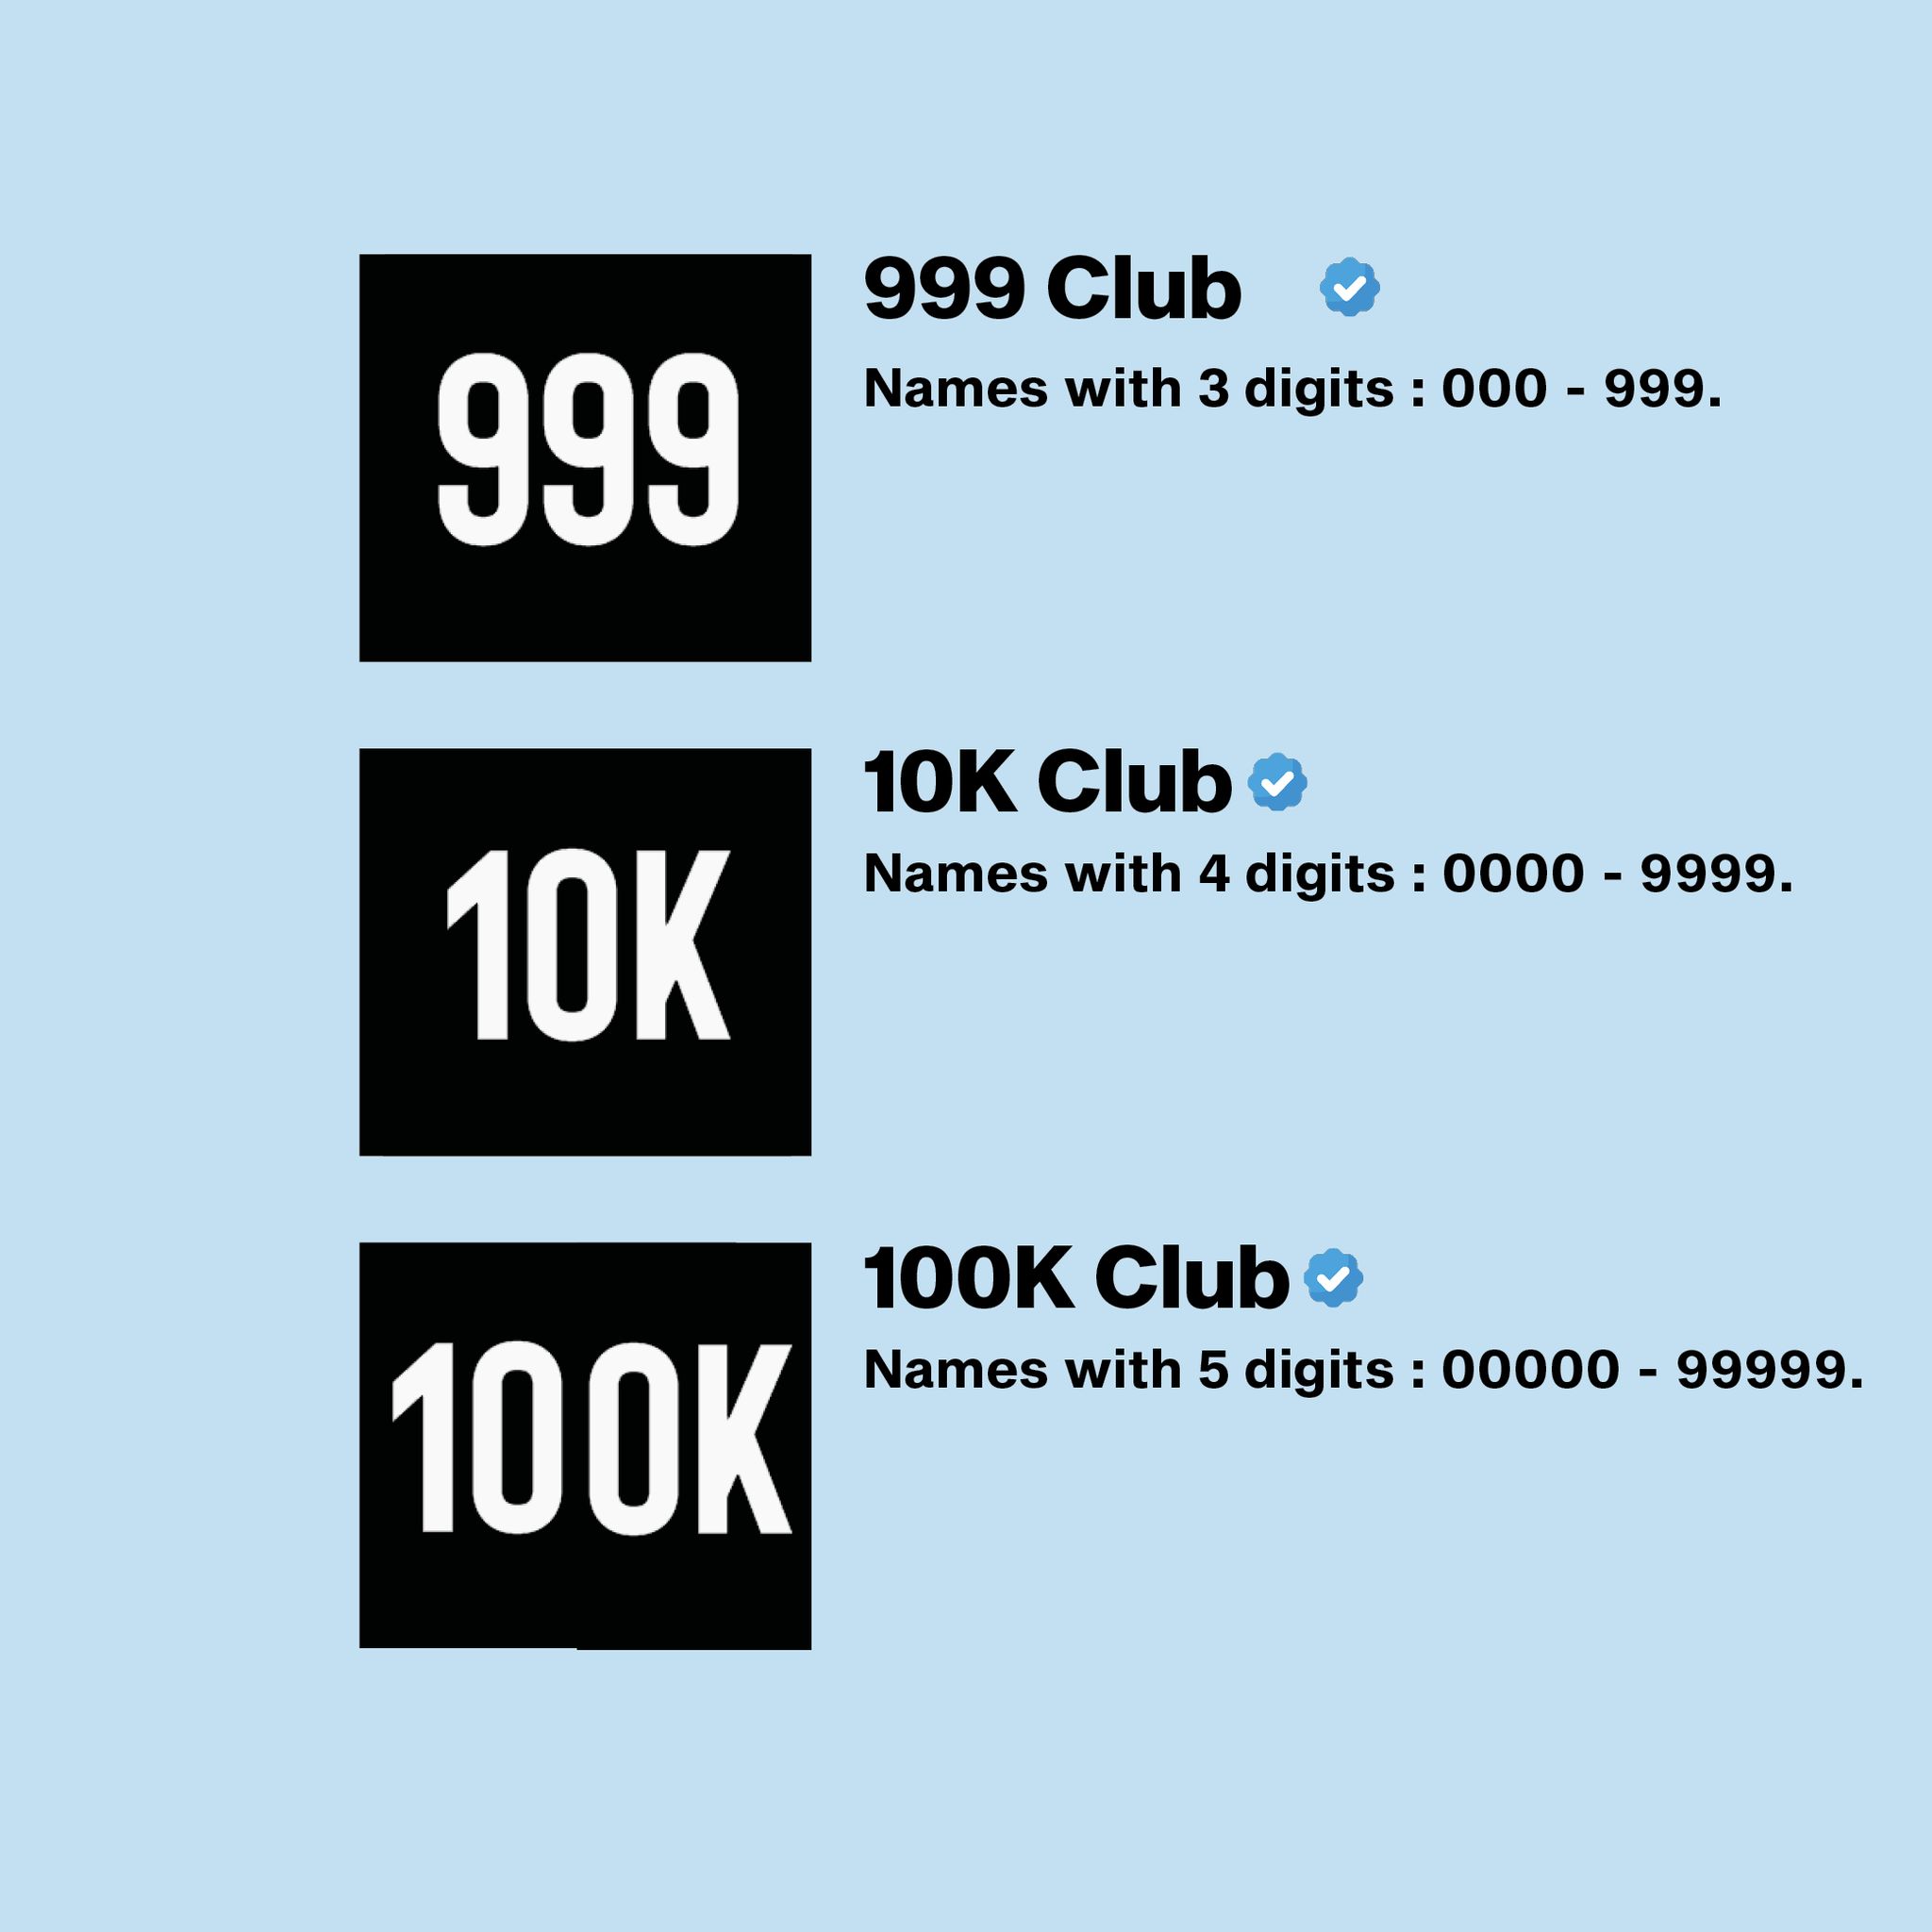 999
999 Club
Names with 3 digits : 000 - 999.
10K
10K Club
Names with 4 digits : 0000 - 9999.
100K
100K Club
Names with 5 digits : 00000 - 99999.